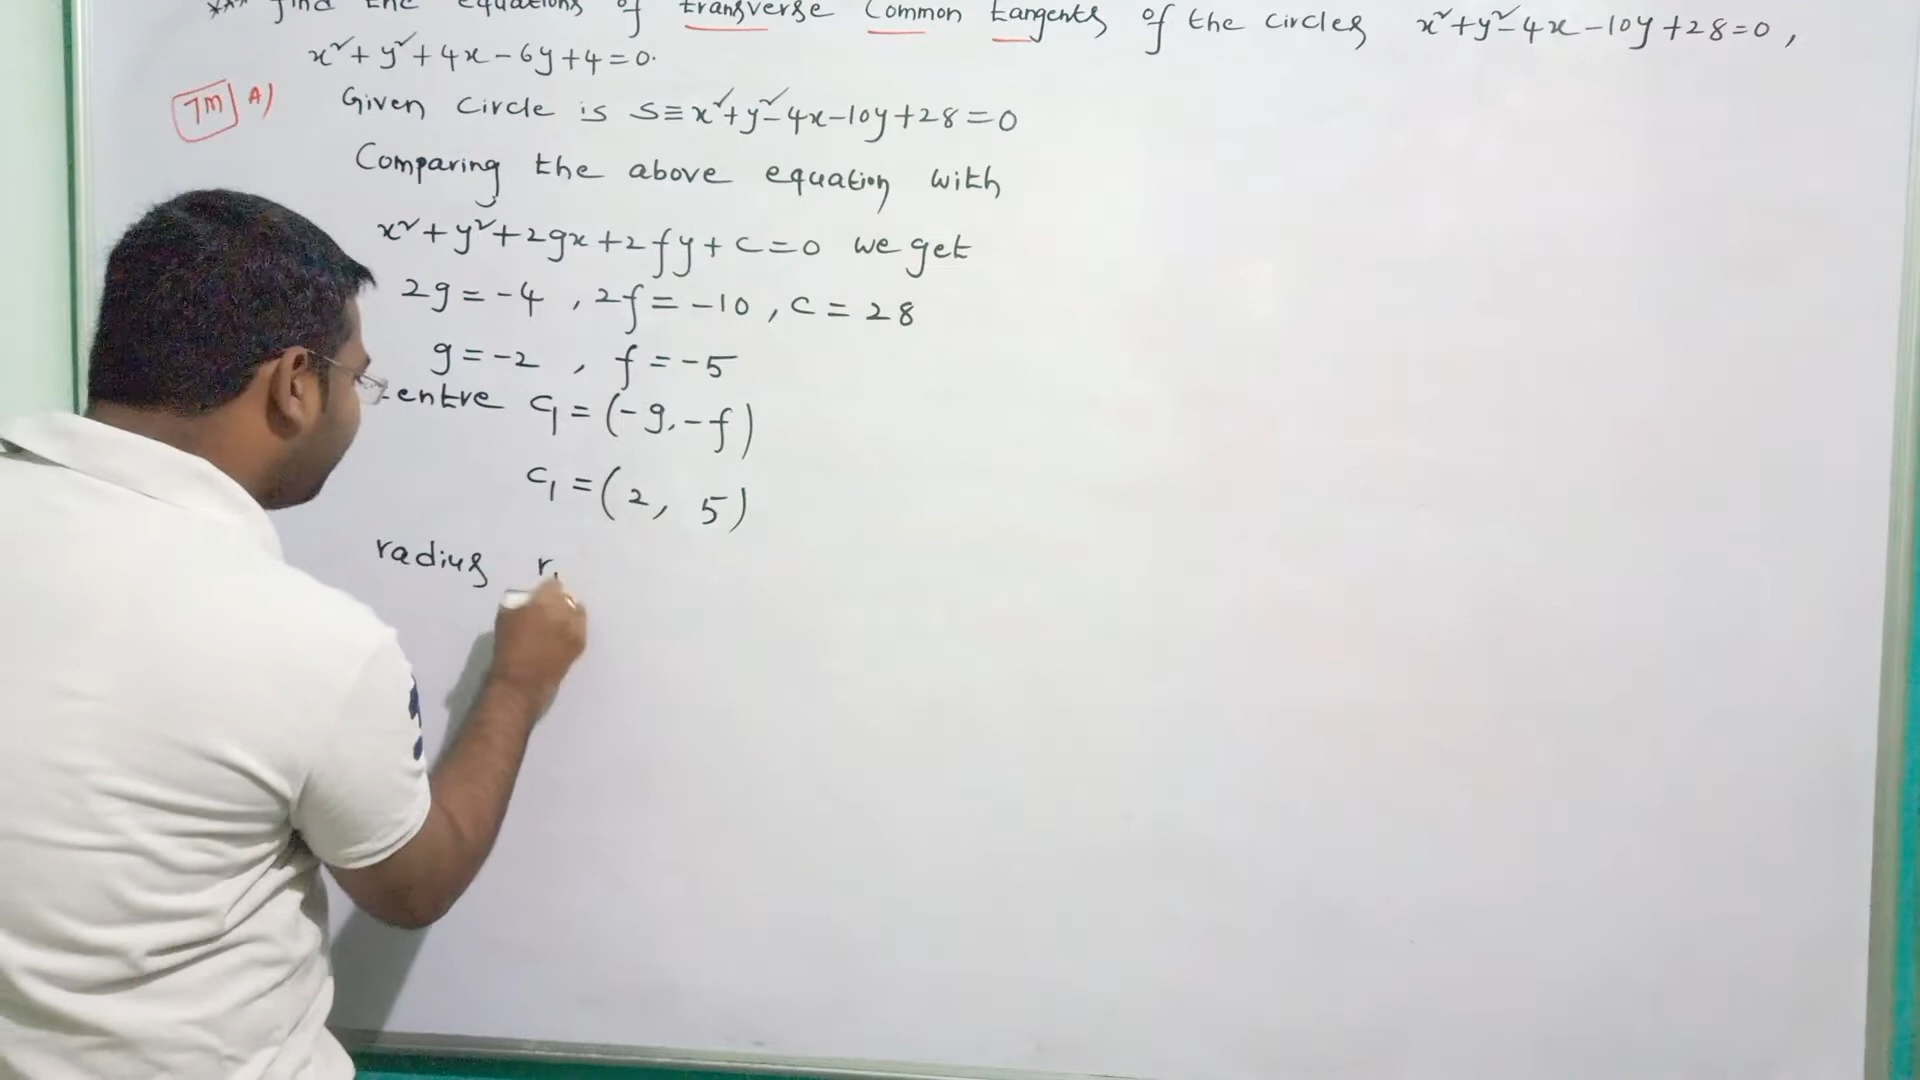 *** find the equations of transverse common tangents of the circles x²+y²-4x-10y+28=0,
x²+y²+4x-6y+4=0.
7M A) Given circle is S≡x²+y²-4x-10y+28=0
Comparing the above equation with
x²+y²+2gx+2fy+c=0 we get
2g=-4, 2f=-10, c=28
g=-2, f=-5
entre C₁=(-g,-f)
C₁=(2, 5)
radius r₁